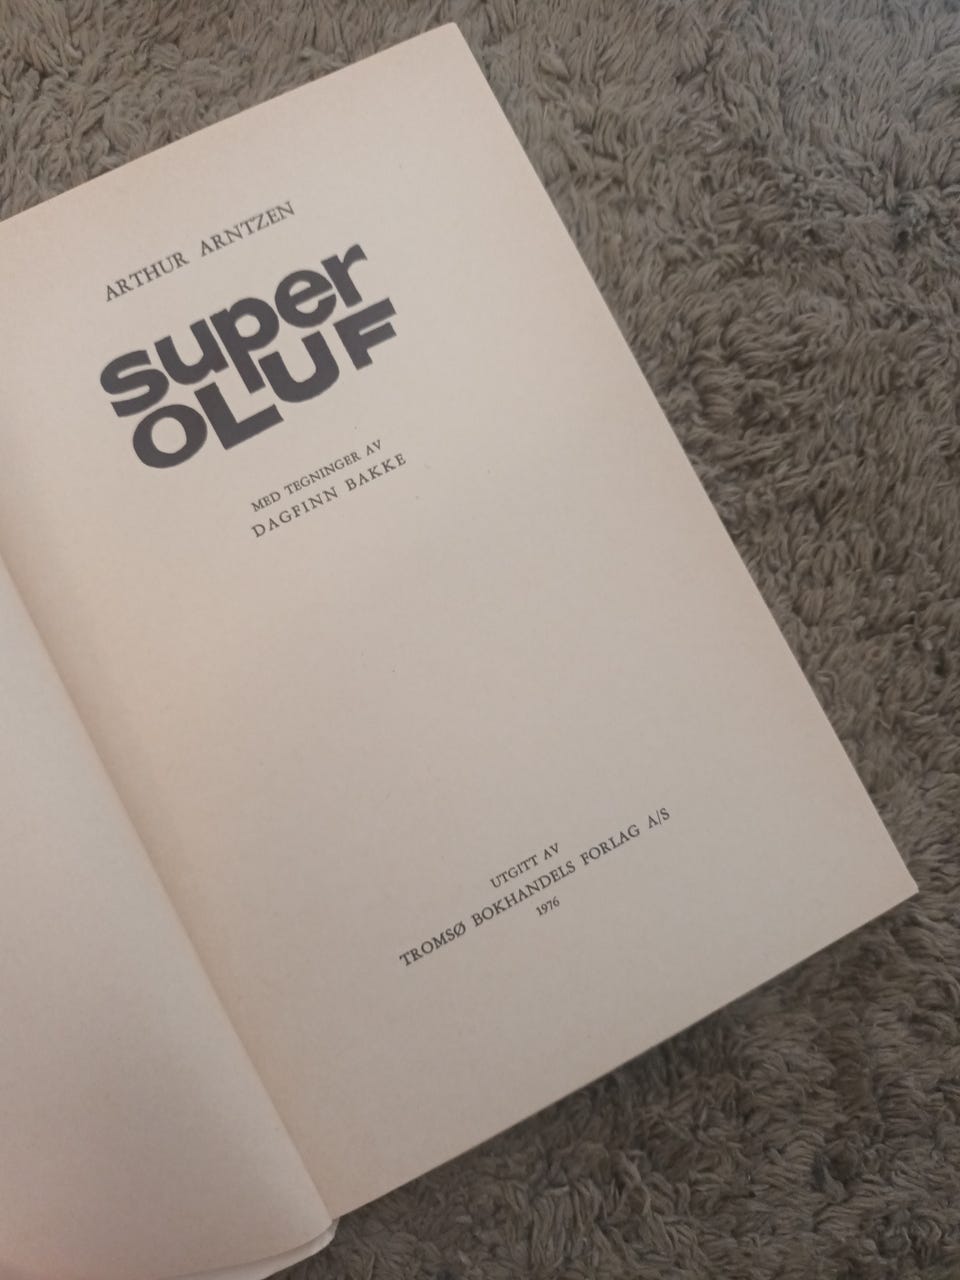 ARTHUR ARNTZEN
super
OLUF
MED TEGNINGER AV
DAGFINN BAKKE
UTGITT AV
TROMSØ BOKHANDELS FORLAG A/S
1976